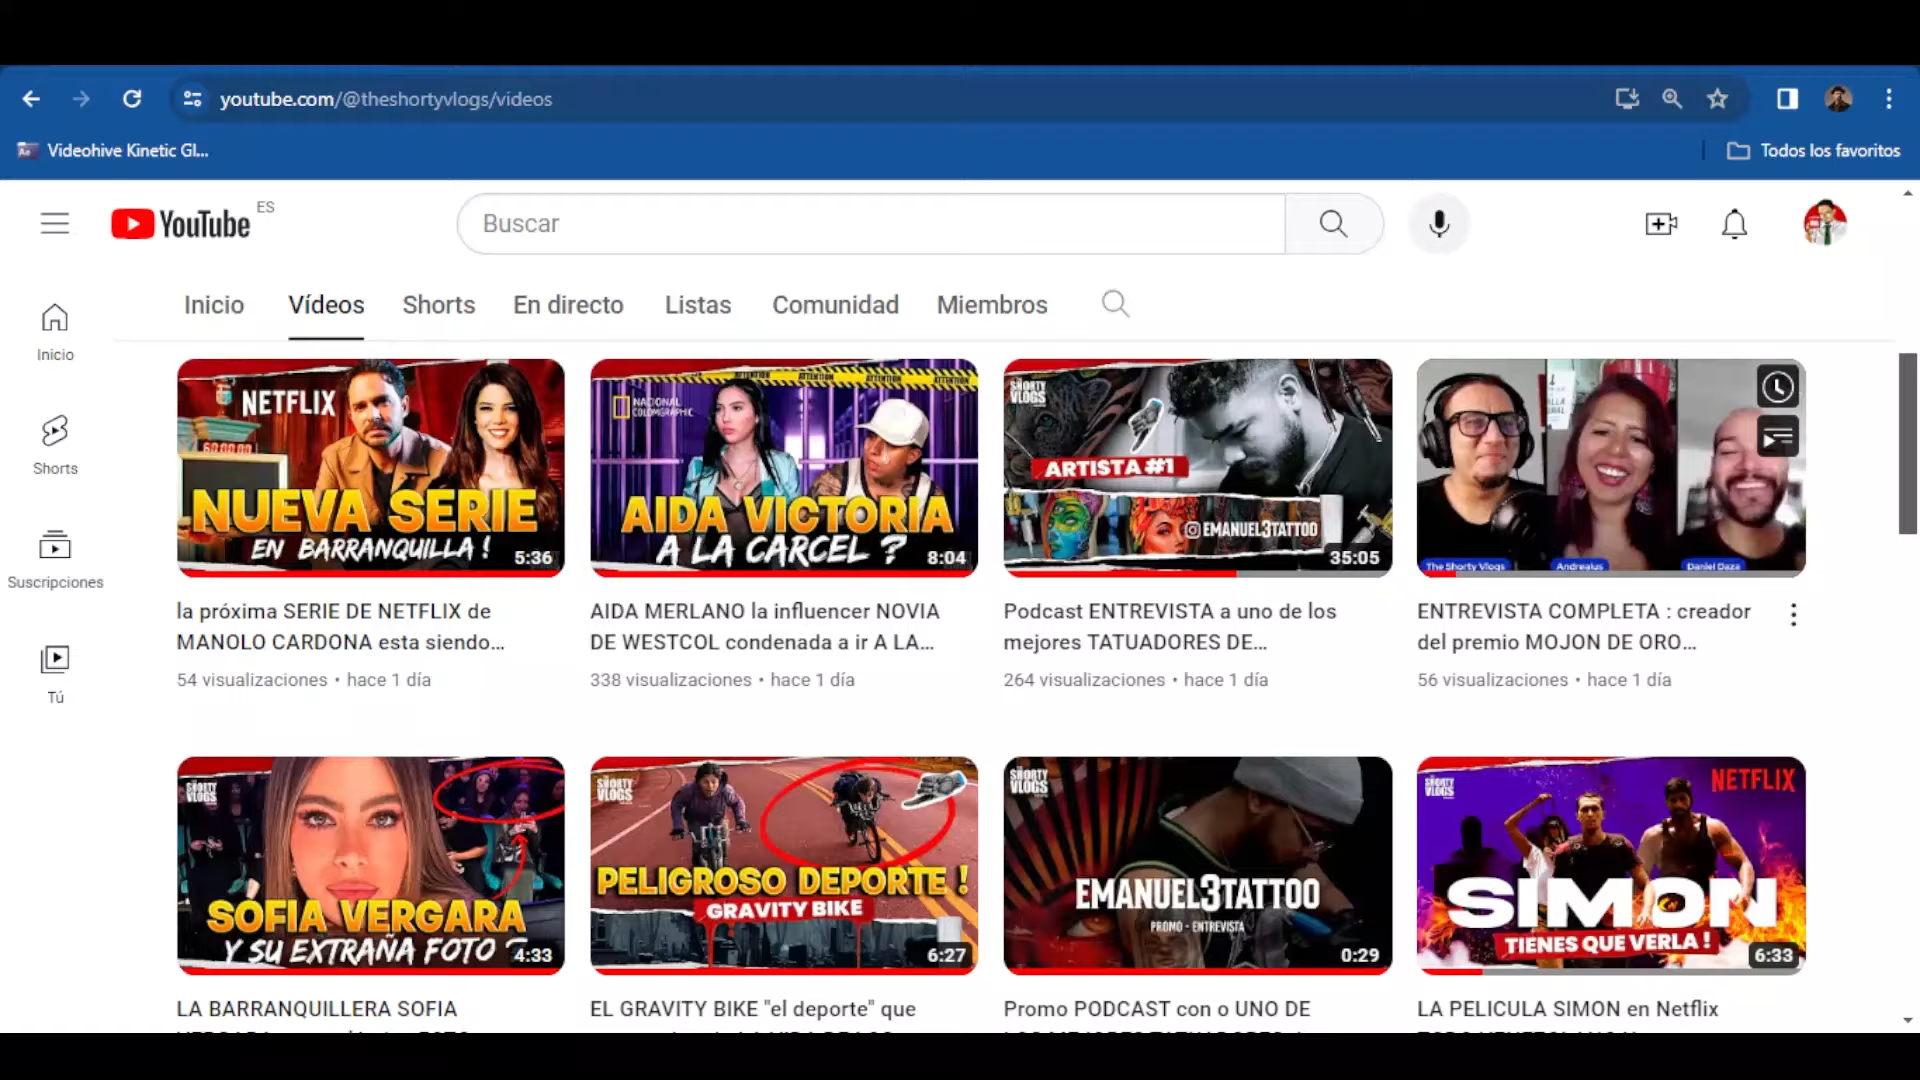 youtube.com/@theshortyvlogs/videos
Videohive Kinetic Gl...
Todos los favoritos
YouTube ES
Buscar
Inicio Vídeos Shorts En directo Listas Comunidad Miembros
Inicio
Shorts
Suscripciones
Tú
NETFLIX
NUEVA SERIE
EN BARRANQUILLA !
5:36
la próxima SERIE DE NETFLIX de
MANOLO CARDONA esta siendo...
54 visualizaciones • hace 1 día
ATTENTION ATTENTION ATTENTION ATTENTION
NACIONAL
COLOMGRAPHIC
AIDA VICTORIA
A LA CARCEL ?
8:04
AIDA MERLANO la influencer NOVIA
DE WESTCOL condenada a ir A LA...
338 visualizaciones • hace 1 día
SHORTY
VLOGS
ARTISTA #1
EMANUEL3TATTOO
35:05
Podcast ENTREVISTA a uno de los
mejores TATUADORES DE...
264 visualizaciones • hace 1 día
The Shorty Vlogs
Andreaius
Daniel Daza
ENTREVISTA COMPLETA : creador
del premio MOJON DE ORO...
56 visualizaciones • hace 1 día
SHORTY
VLOGS
SOFIA VERGARA
Y SU EXTRAÑA FOTO ?
4:33
LA BARRANQUILLERA SOFIA
SHORTY
VLOGS
PELIGROSO DEPORTE !
GRAVITY BIKE
6:27
EL GRAVITY BIKE "el deporte" que
SHORTY
VLOGS
EMANUEL3TATTOO
PROMO - ENTREVISTA
0:29
Promo PODCAST con o UNO DE
SHORTY
VLOGS
NETFLIX
SIMON
TIENES QUE VERLA !
6:33
LA PELICULA SIMON en Netflix